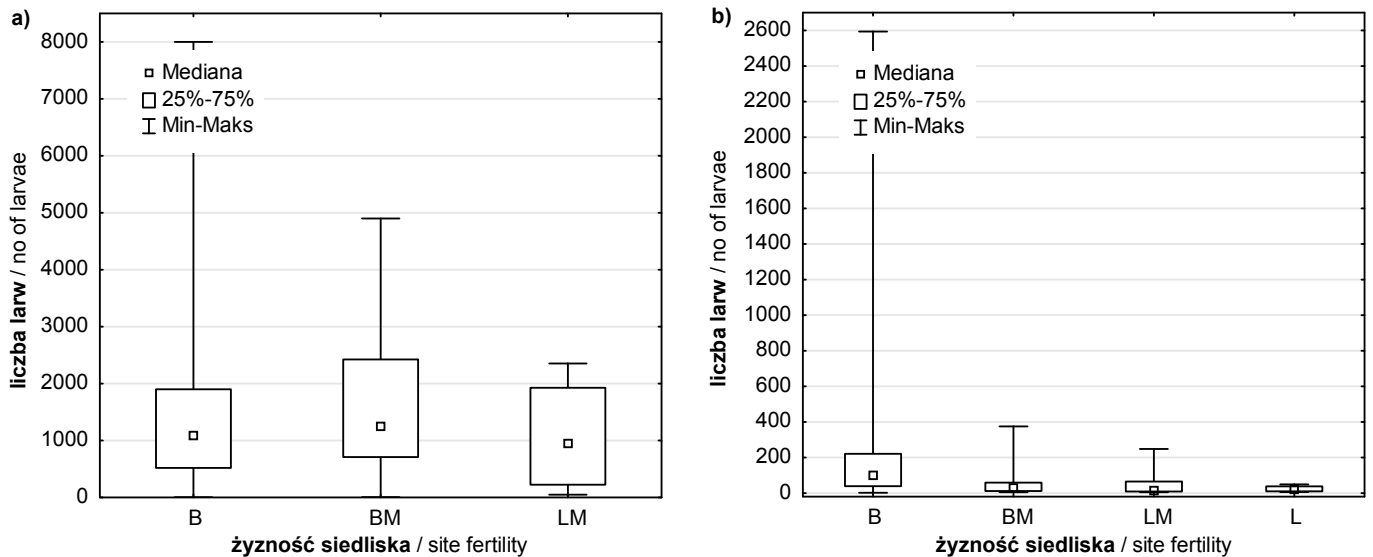 a)
8000
7000
6000
5000
4000
3000
2000
1000
0
liczba larw / no of larvae
Mediana
25%-75%
Min-Maks
B BM LM
żyzność siedliska / site fertility
b)
2600
2400
2200
2000
1800
1600
1400
1200
1000
800
600
400
200
0
liczba larw / no of larvae
Mediana
25%-75%
Min-Maks
B BM LM L
żyzność siedliska / site fertility